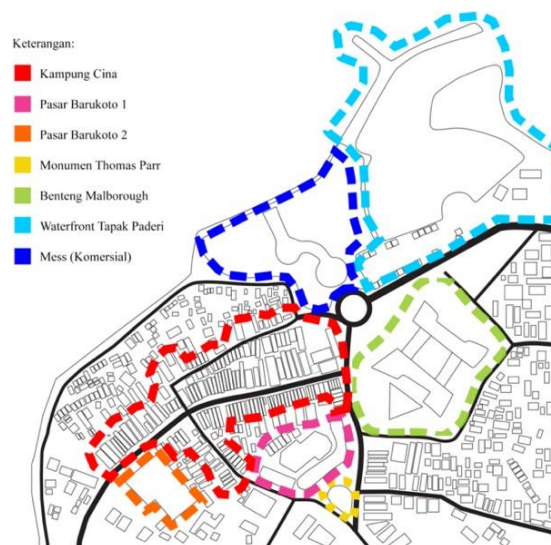 Keterangan:
Kampung Cina
Pasar Barukoto 1
Pasar Barukoto 2
Monumen Thomas Parr
Benteng Malborough
Waterfront Tapak Paderi
Mess (Komersial)